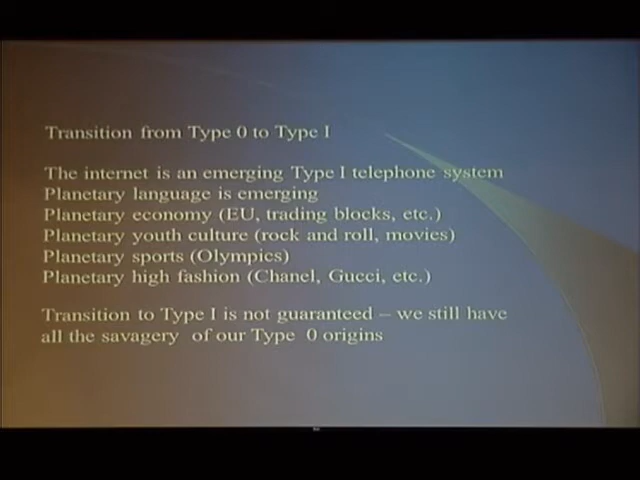 Transition from Type 0 to Type I
The internet is an emerging Type I telephone system
Planetary language is emerging
Planetary economy (EU, trading blocks, etc.)
Planetary youth culture (rock and roll, movies)
Planetary sports (Olympics)
Planetary high fashion (Chanel, Gucci, etc.)
Transition to Type I is not guaranteed – we still have
all the savagery of our Type 0 origins